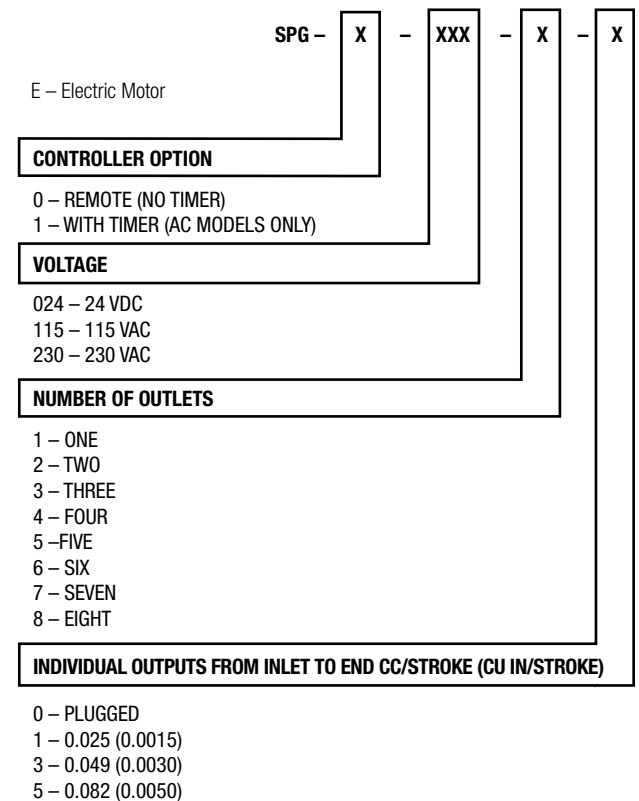 SPG – X – XXX – X – X
E – Electric Motor
CONTROLLER OPTION
0 – REMOTE (NO TIMER)
1 – WITH TIMER (AC MODELS ONLY)
VOLTAGE
024 – 24 VDC
115 – 115 VAC
230 – 230 VAC
NUMBER OF OUTLETS
1 – ONE
2 – TWO
3 – THREE
4 – FOUR
5 –FIVE
6 – SIX
7 – SEVEN
8 – EIGHT
INDIVIDUAL OUTPUTS FROM INLET TO END CC/STROKE (CU IN/STROKE)
0 – PLUGGED
1 – 0.025 (0.0015)
3 – 0.049 (0.0030)
5 – 0.082 (0.0050)